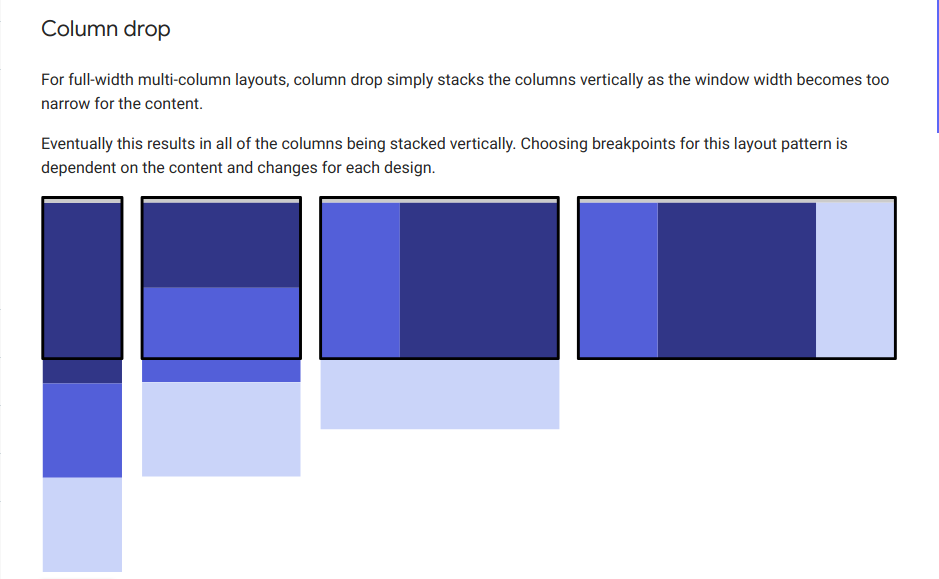 Column drop
For full-width multi-column layouts, column drop simply stacks the columns vertically as the window width becomes too
narrow for the content.
Eventually this results in all of the columns being stacked vertically. Choosing breakpoints for this layout pattern is
dependent on the content and changes for each design.